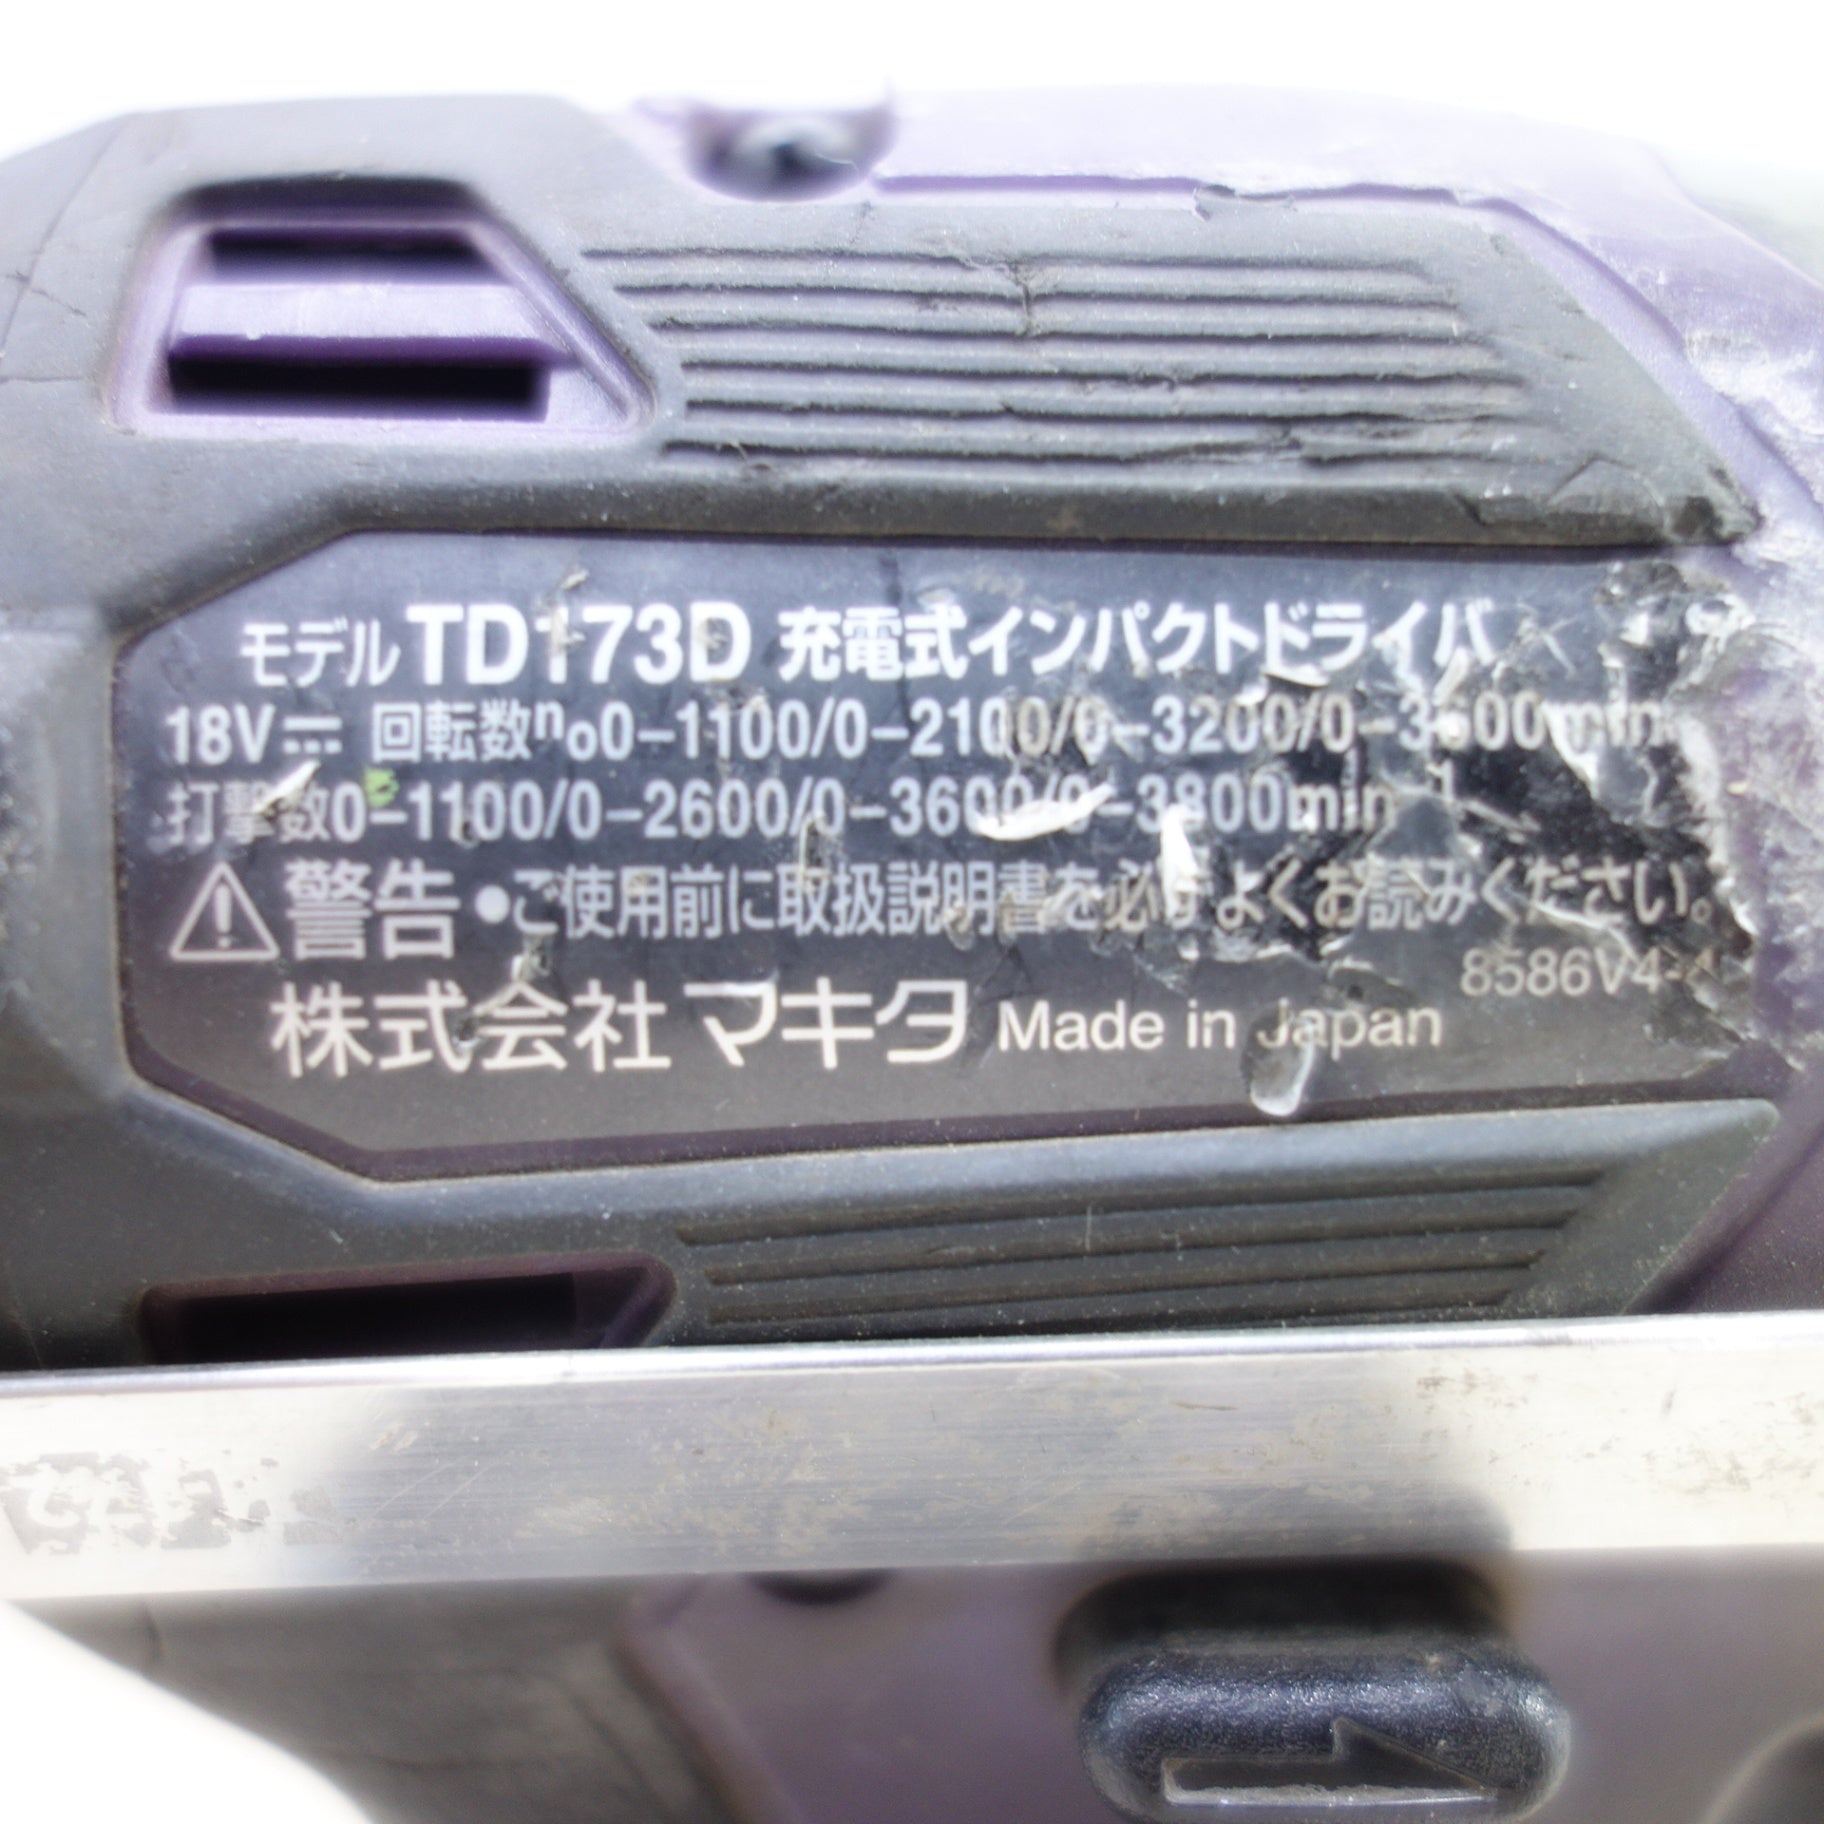 モデル TD173D 充電式インパクトドライバ
18V 回転数no0-1100/0-2100/0-3200/0-3600min
打撃数0-1100/0-2600/0-3600/0-3800min-1
警告 •ご使用前に取扱説明書を必ずよくお読みください。
8586V4-4
株式会社マキタ Made in Japan